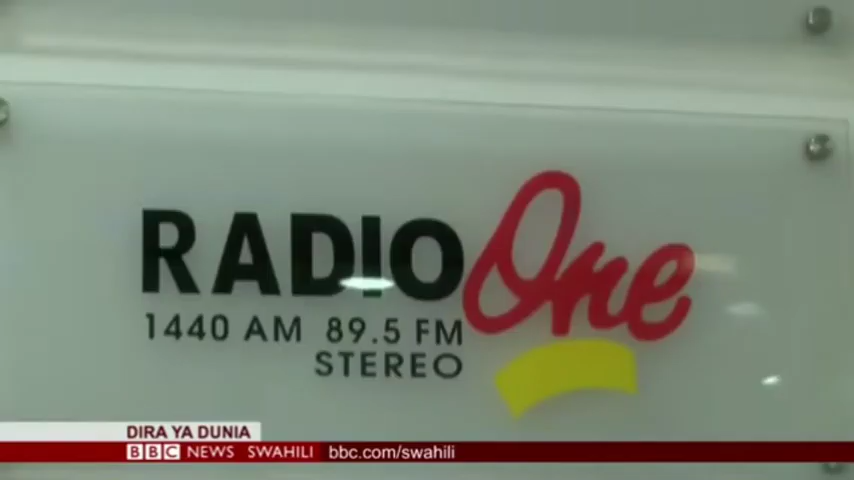 RADIO One
1440 AM 89.5 FM
STEREO
DIRA YA DUNIA
BBC NEWS SWAHILI bbc.com/swahili